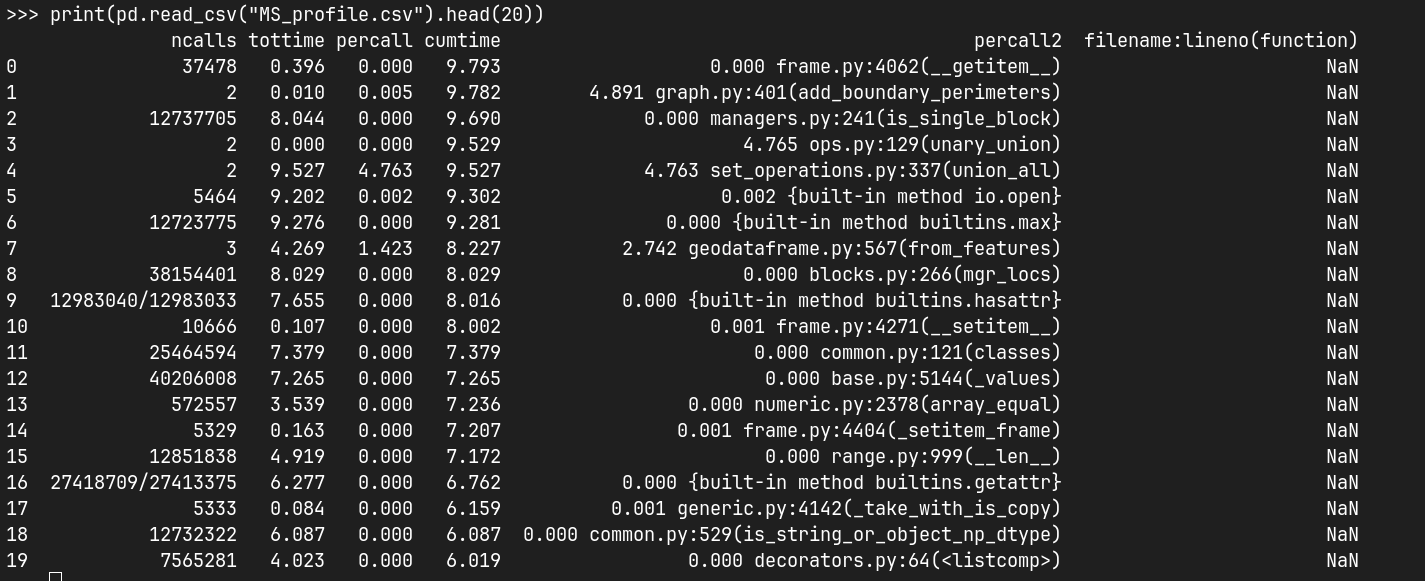 >>> print(pd.read_csv("MS_profile.csv").head(20))
ncalls tottime percall cumtime percall2 filename:lineno(function)
0 37478 0.396 0.000 9.793 0.000 frame.py:4062(__getitem__) NaN
1 2 0.010 0.005 9.782 4.891 graph.py:401(add_boundary_perimeters) NaN
2 12737705 8.044 0.000 9.690 0.000 managers.py:241(is_single_block) NaN
3 2 0.000 0.000 9.529 4.765 ops.py:129(unary_union) NaN
4 2 9.527 4.763 9.527 4.763 set_operations.py:337(union_all) NaN
5 5464 9.202 0.002 9.302 0.002 {built-in method io.open} NaN
6 12723775 9.276 0.000 9.281 0.000 {built-in method builtins.max} NaN
7 3 4.269 1.423 8.227 2.742 geodataframe.py:567(from_features) NaN
8 38154401 8.029 0.000 8.029 0.000 blocks.py:266(mgr_locs) NaN
9 12983040/12983033 7.655 0.000 8.016 0.000 {built-in method builtins.hasattr} NaN
10 10666 0.107 0.000 8.002 0.001 frame.py:4271(__setitem__) NaN
11 25464594 7.379 0.000 7.379 0.000 common.py:121(classes) NaN
12 40206008 7.265 0.000 7.265 0.000 base.py:5144(_values) NaN
13 572557 3.539 0.000 7.236 0.000 numeric.py:2378(array_equal) NaN
14 5329 0.163 0.000 7.207 0.001 frame.py:4404(_setitem_frame) NaN
15 12851838 4.919 0.000 7.172 0.000 range.py:999(__len__) NaN
16 27418709/27413375 6.277 0.000 6.762 0.000 {built-in method builtins.getattr} NaN
17 5333 0.084 0.000 6.159 0.001 generic.py:4142(_take_with_is_copy) NaN
18 12732322 6.087 0.000 6.087 0.000 common.py:529(is_string_or_object_np_dtype) NaN
19 7565281 4.023 0.000 6.019 0.000 decorators.py:64(<listcomp>) NaN